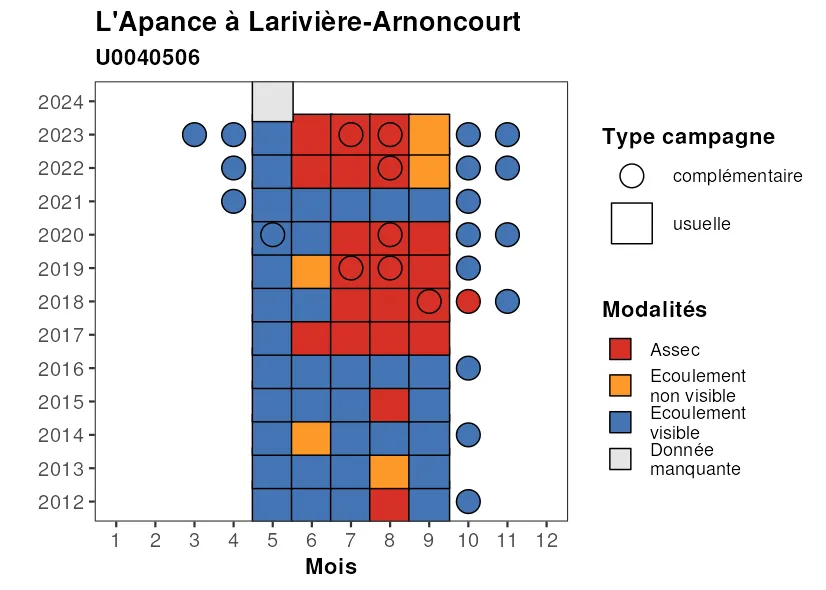 L'Apance à Larivière-Arnoncourt
U0040506
2024
2023
2022
2021
2020
2019
2018
2017
2016
2015
2014
2013
2012
1 2 3 4 5 6 7 8 9 10 11 12
Mois
Type campagne
complémentaire
usuelle
Modalités
Assec
Ecoulement
non visible
Ecoulement
visible
Donnée
manquante